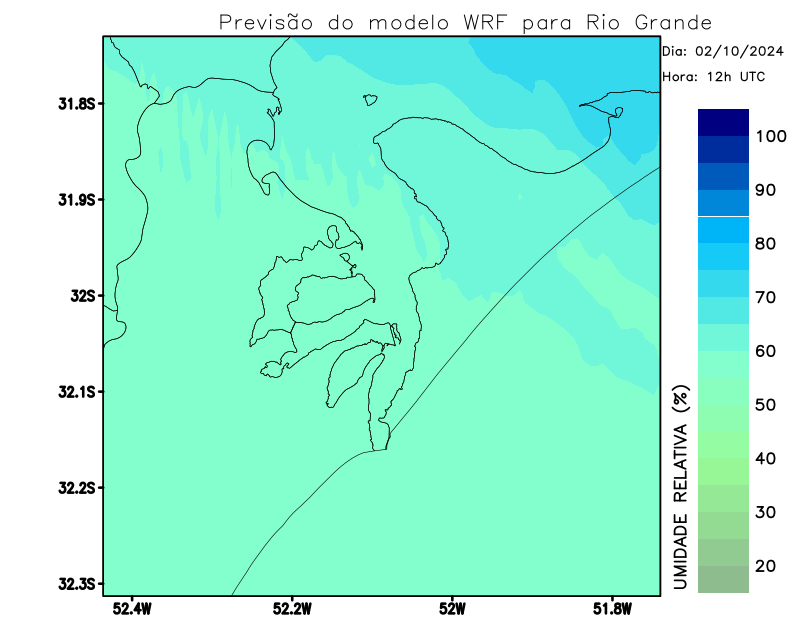 Previsão do modelo WRF para Rio Grande
Dia: 02/10/2024
Hora: 12h UTC
31.8S
31.9S
32S
32.1S
32.2S
32.3S
52.4W
52.2W
52W
51.8W
100
90
80
70
60
50
40
30
20
UMIDADE RELATIVA (%)